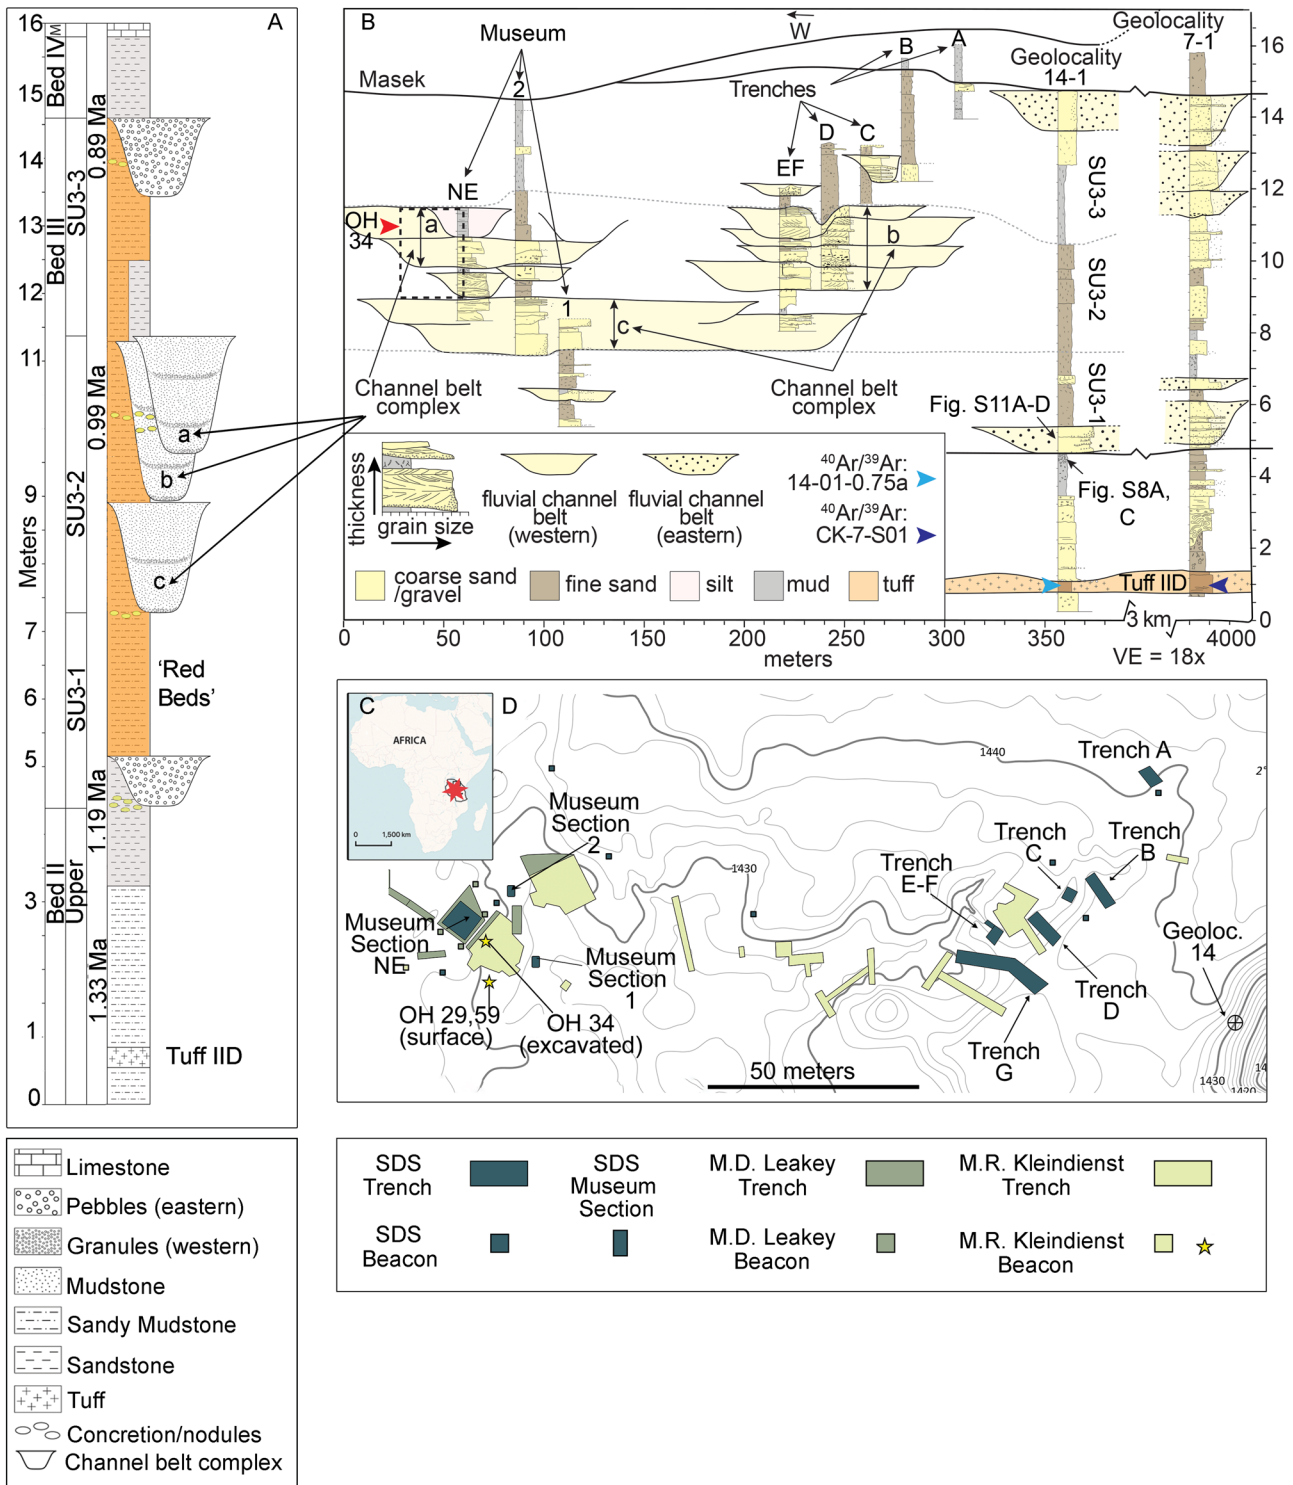 A
16
15
14
13
12
11
9
7
6
5
3
1
0
Meters
M
Bed IV
Bed III
Bed II
Upper
SU3-3
SU3-2
SU3-1
0.89 Ma
0.99 Ma
1.19 Ma
1.33 Ma
a
b
c
'Red
Beds'
Tuff IID
B
W
Museum
2
Masek
NE
OH
34
a
1
c
Channel belt
complex
Trenches
B
A
D
C
EF
b
Channel belt
complex
Geolocality
14-1
Geolocality
7-1
SU3-3
SU3-2
SU3-1
Fig. S11A-D
Fig. S8A,
C
Tuff IID
3 km
16
14
12
10
8
6
4
2
0
thickness
grain size
fluvial channel
belt
(western)
fluvial channel
belt
(eastern)
40Ar/39Ar:
14-01-0.75a
40Ar/39Ar:
CK-7-S01
coarse sand
/gravel
fine sand
silt
mud
tuff
0 50 100 150 200 250 300 350 4000
meters
VE = 18x
C
AFRICA
0 1,500 km
D
1440
1430
2°
Trench A
Museum
Section
2
Trench
C
Trench
B
Trench
E-F
Museum
Section
NE
Museum
Section
1
Geoloc.
14
OH 29,59
(surface)
OH 34
(excavated)
Trench
D
Trench
G
50 meters
1430
1420
14
Limestone
Pebbles (eastern)
Granules (western)
Mudstone
Sandy Mudstone
Sandstone
Tuff
Concretion/nodules
Channel belt complex
SDS
Trench
SDS
Museum
Section
M.D. Leakey
Trench
M.R. Kleindienst
Trench
SDS
Beacon
M.D. Leakey
Beacon
M.R. Kleindienst
Beacon